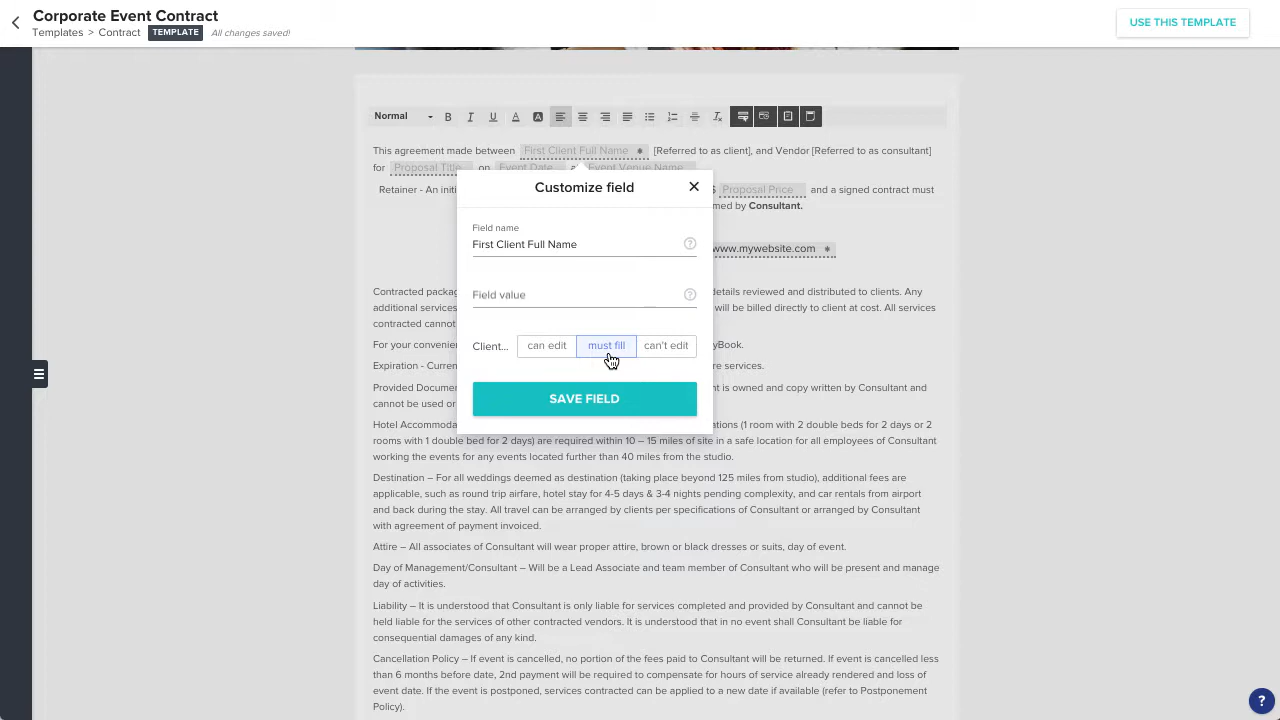 Corporate Event Contract
Templates > Contract TEMPLATE All changes saved!
USE THIS TEMPLATE
Normal B I U A A
This agreement made between First Client Full Name * [Referred to as client], and Vendor [Referred to as consultant]
for Proposal Title on Event Date a Event Venue Name
Retainer - An initi $ Proposal Price and a signed contract must
med by Consultant.
www.mywebsite.com *
Customize field
Field name
First Client Full Name
?
Field value
?
Client... can edit must fill can't edit
SAVE FIELD
Contracted packag details reviewed and distributed to clients. Any
additional services will be billed directly to client at cost. All services
contracted cannot
For your convenien yBook.
Expiration - Curren re services.
Provided Documen t is owned and copy written by Consultant and
cannot be used or
Hotel Accommoda ations (1 room with 2 double beds for 2 days or 2
rooms with 1 double bed for 2 days) are required within 10 – 15 miles of site in a safe location for all employees of Consultant
working the events for any events located further than 40 miles from the studio.
Destination – For all weddings deemed as destination (taking place beyond 125 miles from studio), additional fees are
applicable, such as round trip airfare, hotel stay for 4-5 days & 3-4 nights pending complexity, and car rentals from airport
and back during the stay. All travel can be arranged by clients per specifications of Consultant or arranged by Consultant
with agreement of payment invoiced.
Attire – All associates of Consultant will wear proper attire, brown or black dresses or suits, day of event.
Day of Management/Consultant – Will be a Lead Associate and team member of Consultant who will be present and manage
day of activities.
Liability – It is understood that Consultant is only liable for services completed and provided by Consultant and cannot be
held liable for the services of other contracted vendors. It is understood that in no event shall Consultant be liable for
consequential damages of any kind.
Cancellation Policy – If event is cancelled, no portion of the fees paid to Consultant will be returned. If event is cancelled less
than 6 months before date, 2nd payment will be required to compensate for hours of service already rendered and loss of
event date. If the event is postponed, services contracted can be applied to a new date if available (refer to Postponement
Policy).
?